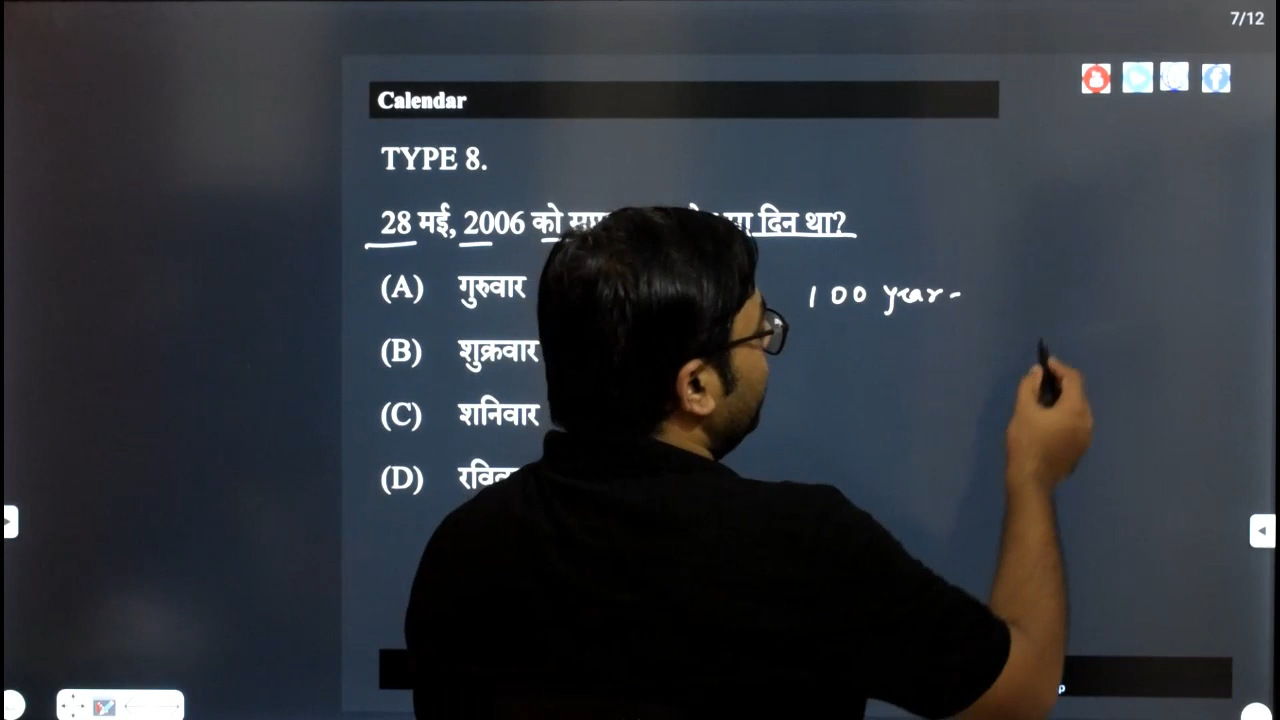 7/12
Calendar
TYPE 8.
28 मई, 2006 को दिन था?
(A) गुरुवार
100 year-
(B) शुक्रवार
(C) शनिवार
(D)